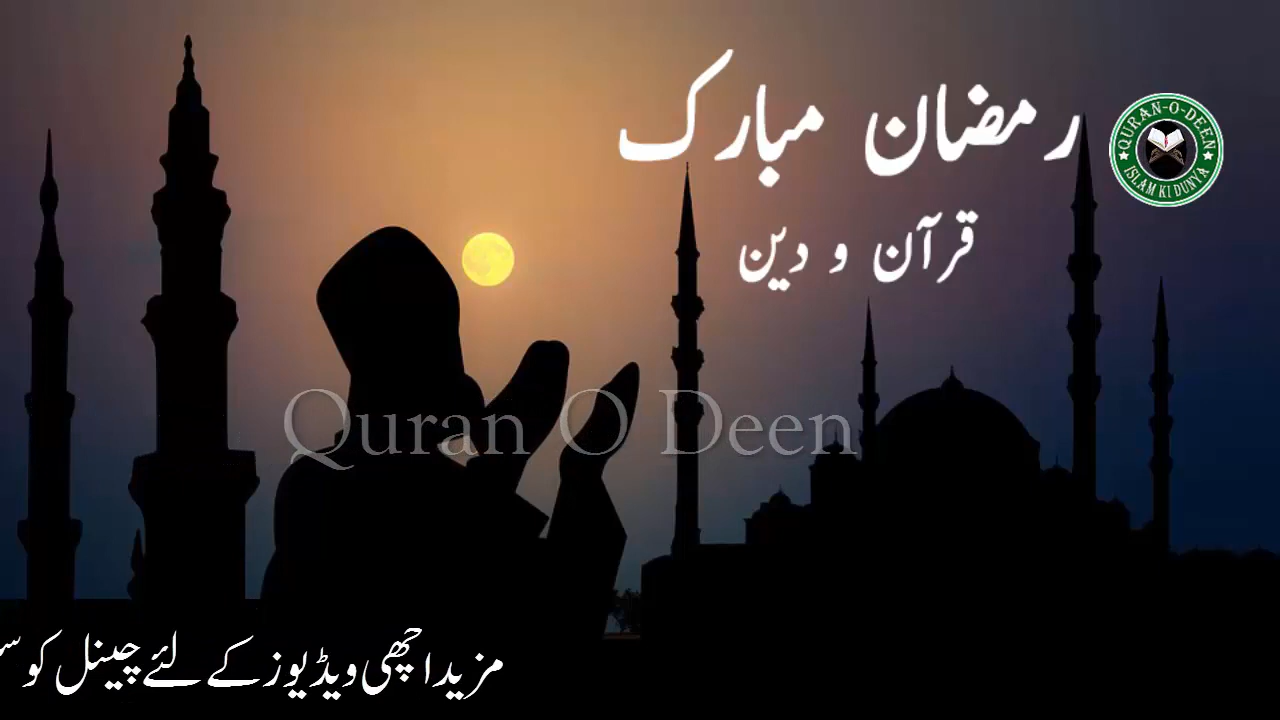 رمضان مبارک
قرآن و دین
QURAN-O-DEEN
ISLAM KI DUNYA
Quran O Deen
مزید اچھی ویڈیوز کے لئے چینل کو